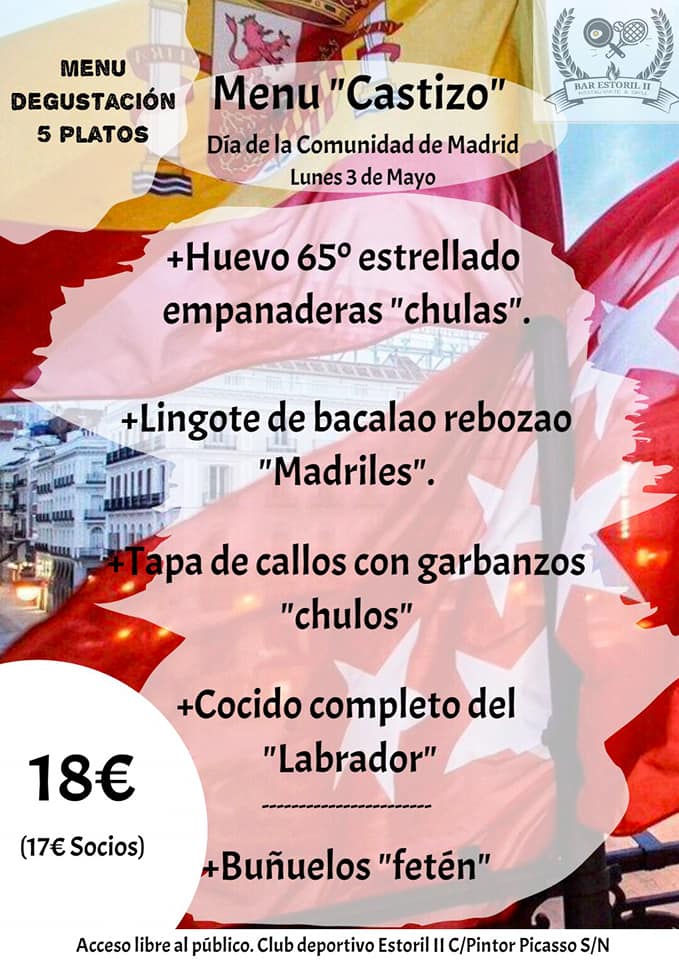 MENU
DEGUSTACIÓN
5 PLATOS
Menu "Castizo"
Día de la Comunidad de Madrid
Lunes 3 de Mayo
BAR ESTORIL II
RESTAURANTE & GRILL
+Huevo 65º estrellado
empanaderas "chulas".
+Lingote de bacalao rebozao
"Madriles".
+Tapa de callos con garbanzos
"chulos"
+Cocido completo del
"Labrador"
-----------------------
+Buñuelos "fetén"
18€
(17€ Socios)
Acceso libre al público. Club deportivo Estoril II C/Pintor Picasso S/N